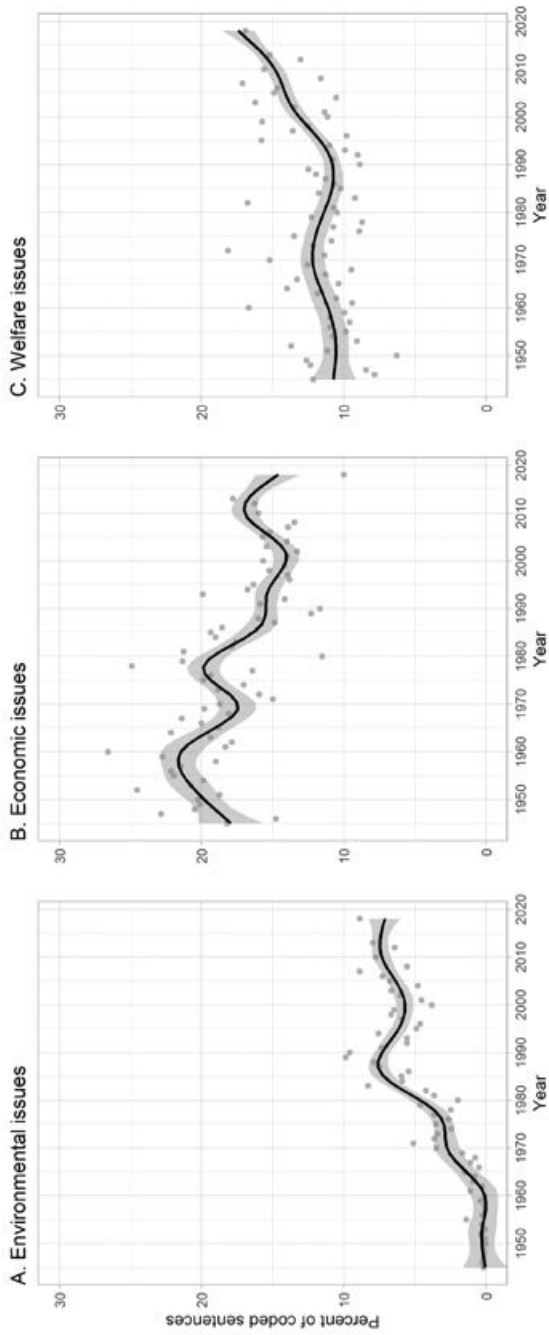 A. Environmental issues
Percent of coded sentences
30
20
10
0
1950 1960 1970 1980 1990 2000 2010 2020
Year
B. Economic issues
30
20
10
0
1950 1960 1970 1980 1990 2000 2010 2020
Year
C. Welfare issues
30
20
10
0
1950 1960 1970 1980 1990 2000 2010 2020
Year